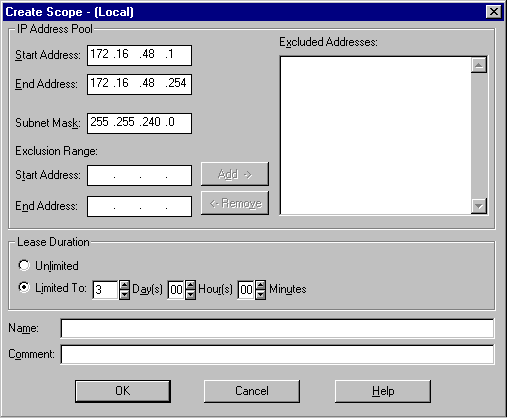 Create Scope - (Local)
IP Address Pool
Start Address: 172 .16 .48 .1
End Address: 172 .16 .48 .254
Subnet Mask: 255 .255 .240 .0
Exclusion Range:
Start Address: . . .
End Address: . . .
Add ->
<- Remove
Excluded Addresses:
Lease Duration
Unlimited
Limited To: 3 Day(s) 00 Hour(s) 00 Minutes
Name:
Comment:
OK Cancel Help